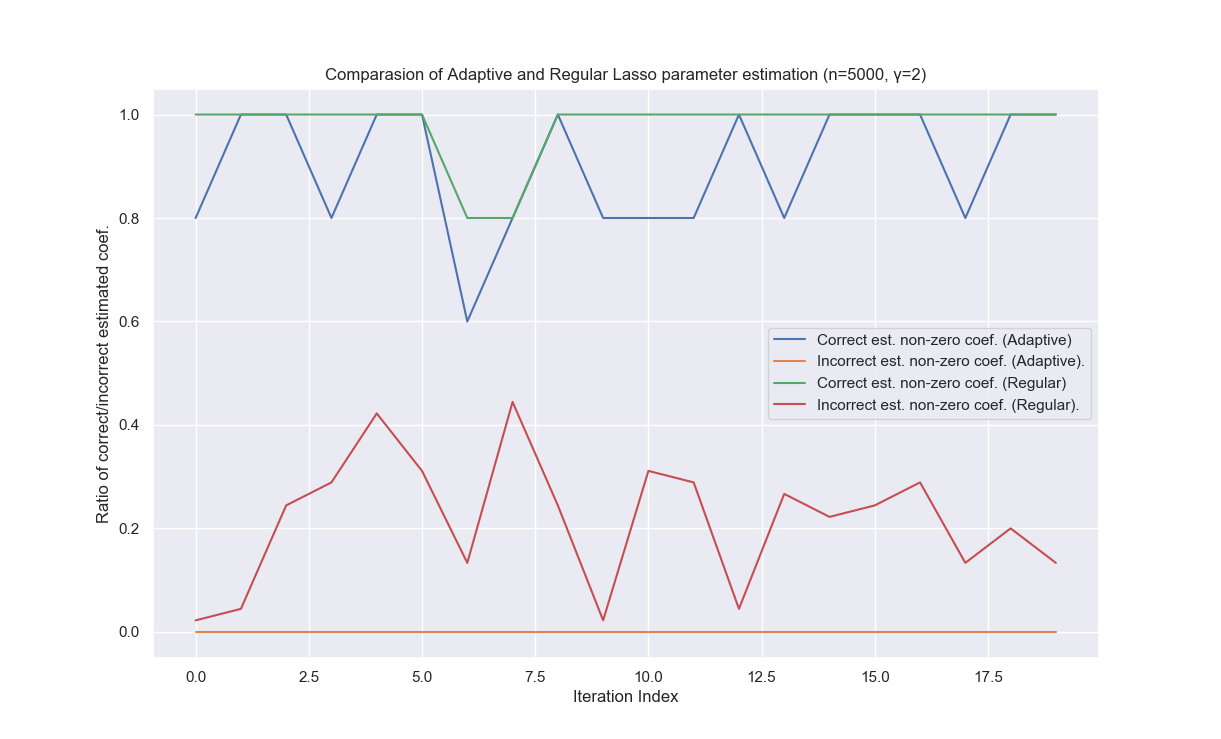 Comparasion of Adaptive and Regular Lasso parameter estimation (n=5000, γ=2)
1.0
0.8
0.6
0.4
0.2
0.0
Ratio of correct/incorrect estimated coef.
Correct est. non-zero coef. (Adaptive)
Incorrect est. non-zero coef. (Adaptive).
Correct est. non-zero coef. (Regular)
Incorrect est. non-zero coef. (Regular).
0.0 2.5 5.0 7.5 10.0 12.5 15.0 17.5
Iteration Index